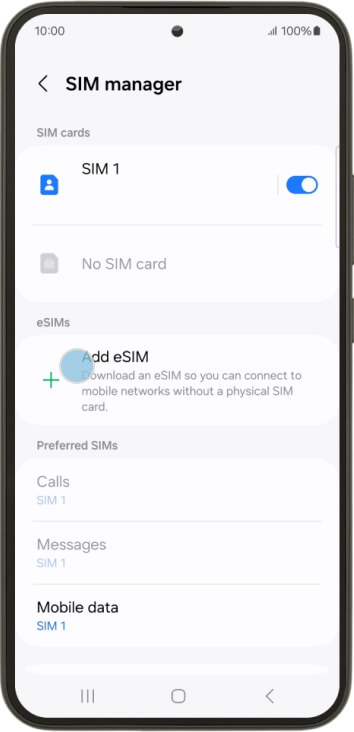 10:00
100%
SIM manager
SIM cards
SIM 1
No SIM card
eSIMs
Add eSIM
Download an eSIM so you can connect to
mobile networks without a physical SIM
card.
Preferred SIMs
Calls
SIM 1
Messages
SIM 1
Mobile data
SIM 1